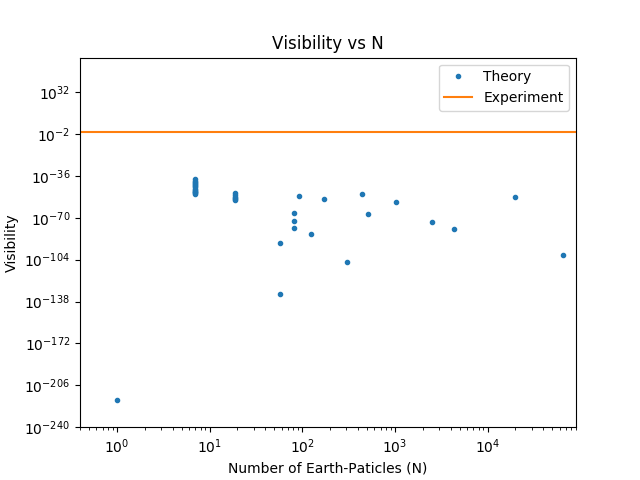 Visibility vs N
Theory
Experiment
10^32
10^-2
10^-36
10^-70
10^-104
10^-138
10^-172
10^-206
10^-240
Visibility
10^0
10^1
10^2
10^3
10^4
Number of Earth-Paticles (N)